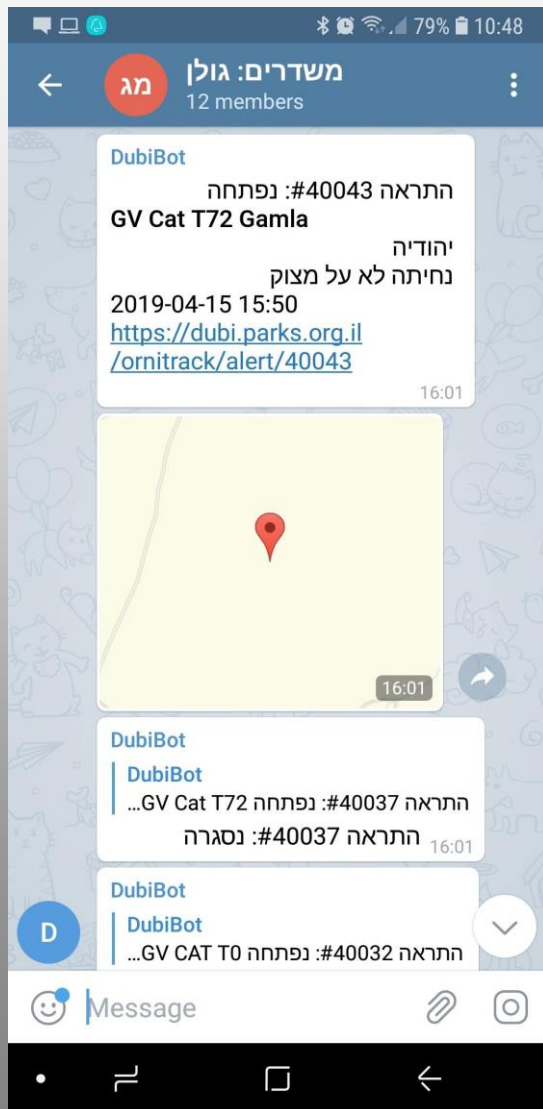 79% 10:48
משדרים: גולן
מג
12 members
DubiBot
התראה 40043#: נפתחה
GV Cat T72 Gamla
יהודיה
נחיתה לא על מצוק
2019-04-15 15:50
https://dubi.parks.org.il
/ornitrack/alert/40043
16:01
16:01
DubiBot
DubiBot
התראה 40037#: נפתחה GV Cat T72...
התראה 40037#: נסגרה
16:01
DubiBot
DubiBot
התראה 40032#: נפתחה GV CAT T0...
D
Message